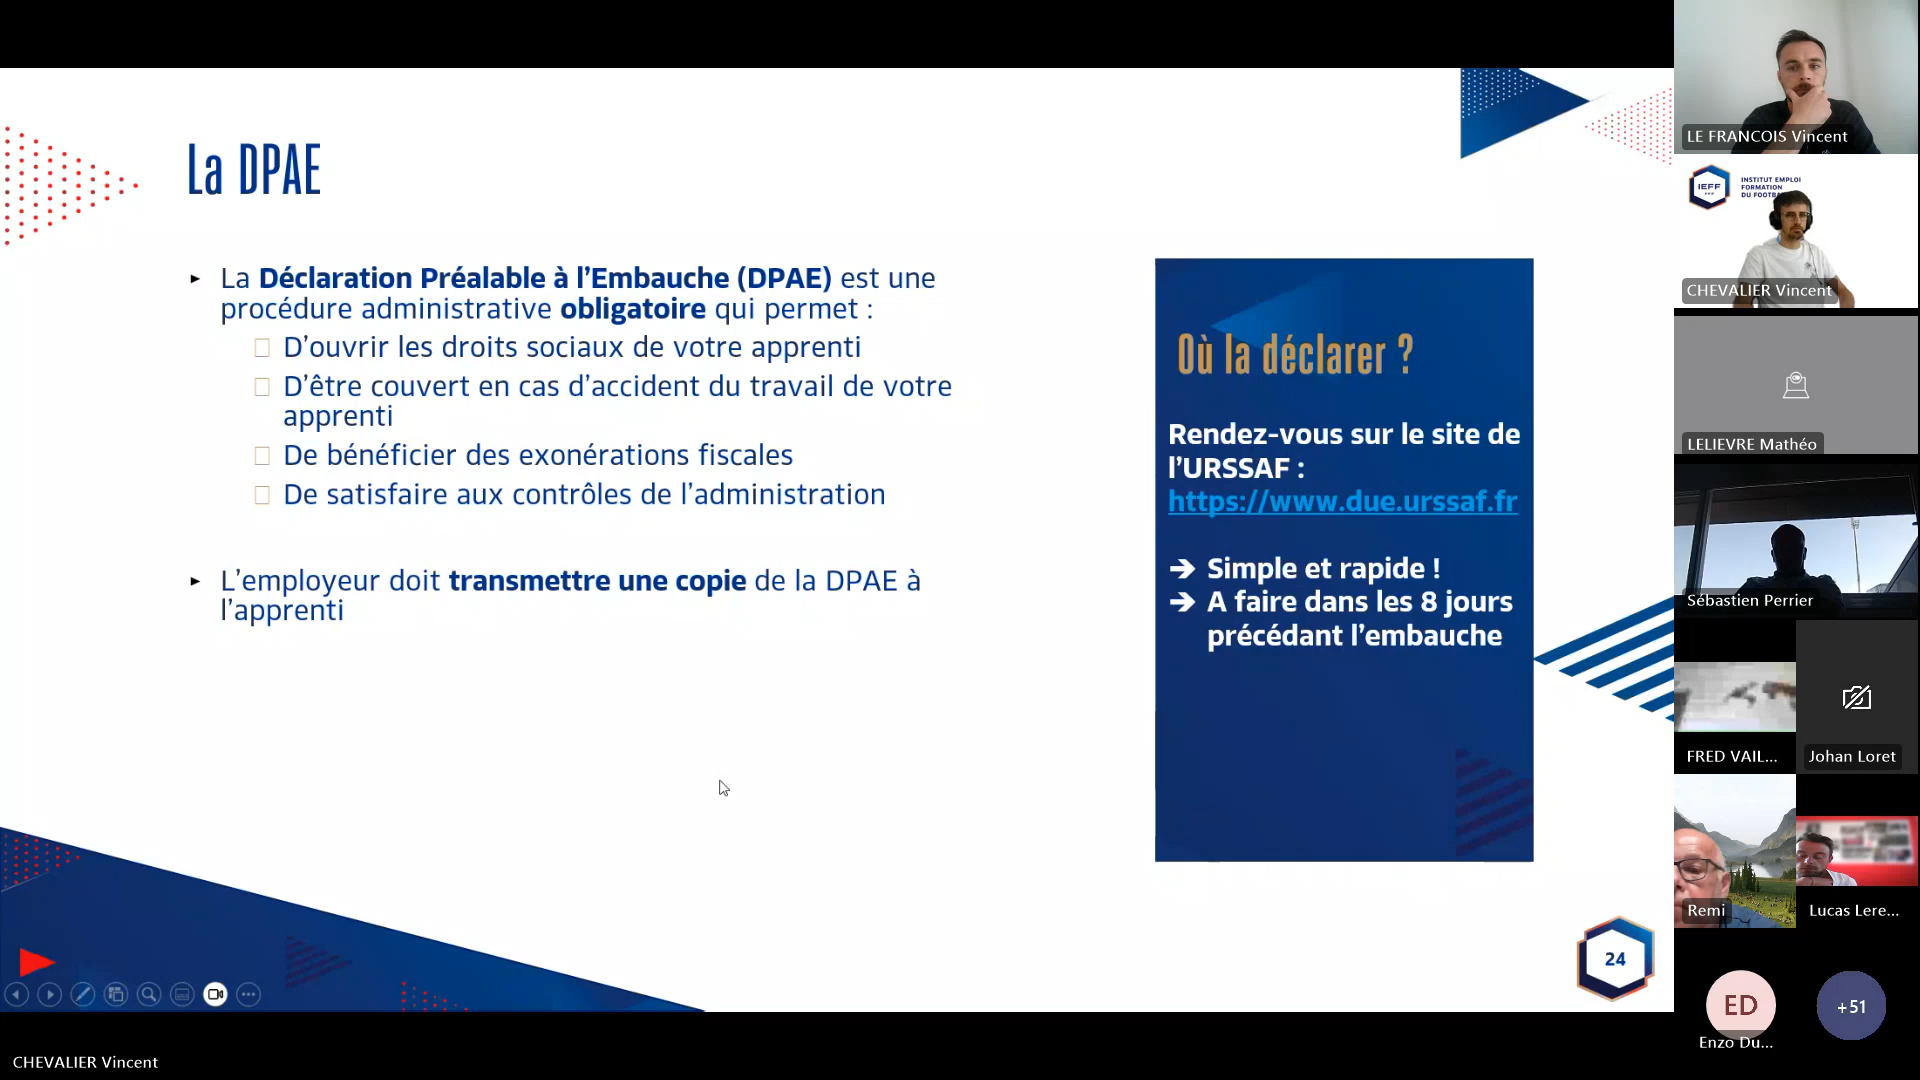 La DPAE
La Déclaration Préalable à l'Embauche (DPAE) est une
procédure administrative obligatoire qui permet :
D'ouvrir les droits sociaux de votre apprenti
D'être couvert en cas d'accident du travail de votre
apprenti
De bénéficier des exonérations fiscales
De satisfaire aux contrôles de l'administration
L'employeur doit transmettre une copie de la DPAE à
l'apprenti
Où la déclarer ?
Rendez-vous sur le site de
l'URSSAF :
https://www.due.urssaf.fr
➔ Simple et rapide !
➔ A faire dans les 8 jours
précédant l'embauche
24
CHEVALIER Vincent
LE FRANCOIS Vincent
IEFF
INSTITUT EMPLOI
FORMATION
DU FOOTBALL
CHEVALIER Vincent
LELIEVRE Mathéo
Sébastien Perrier
FRED VAIL...
Johan Loret
Remi
Lucas Lere...
ED
Enzo Du...
+51